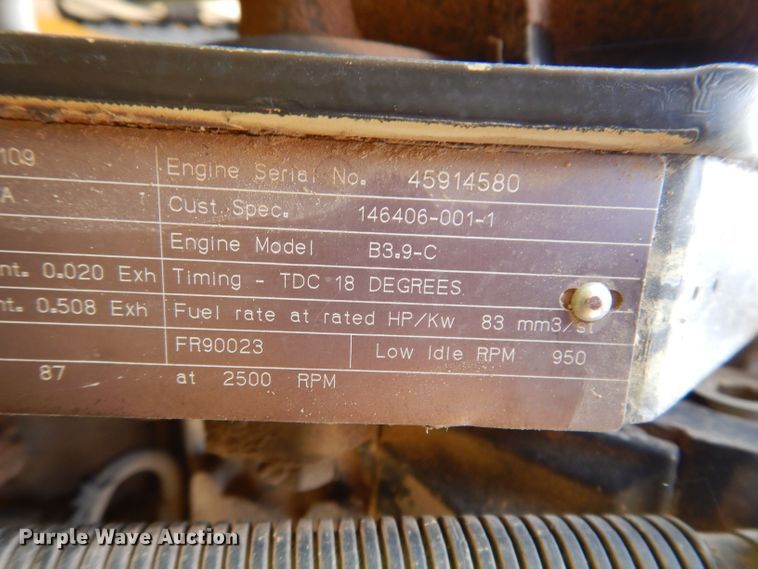 109 Engine Serial No. 45914580
A Cust Spec. 146406-001-1
Engine Model B3.9-C
nt. 0.020 Exh Timing - TDC 18 DEGREES
nt. 0.508 Exh Fuel rate at rated HP/Kw 83 mm3/st
FR90023 Low Idle RPM 950
87 at 2500 RPM
Purple Wave Auction